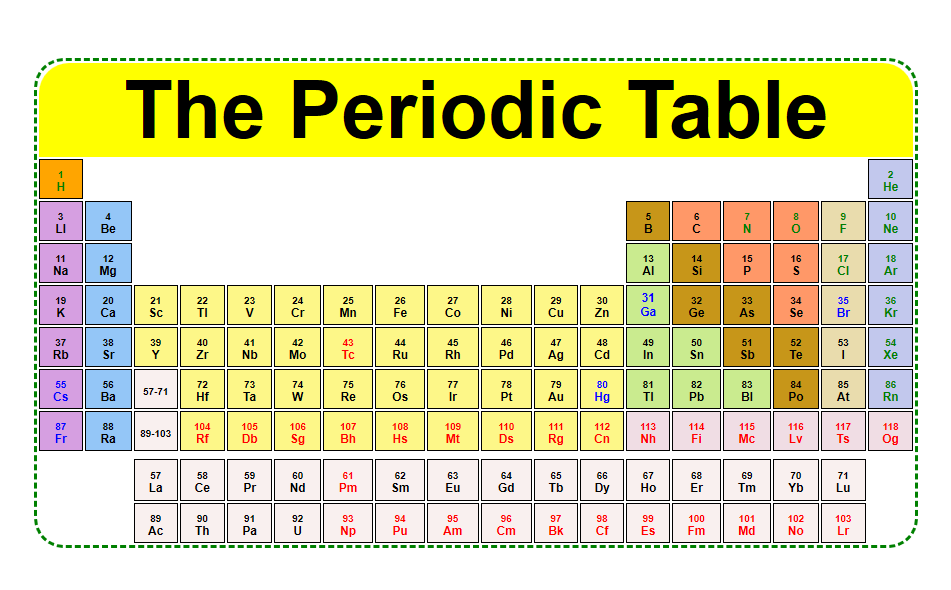 The Periodic Table
1 2
H He
3 4 5 6 7 8 9 10
LI Be B C N O F Ne
11 12 13 14 15 16 17 18
Na Mg Al Si P S Cl Ar
19 20 21 22 23 24 25 26 27 28 29 30 31 32 33 34 35 36
K Ca Sc TI V Cr Mn Fe Co Ni Cu Zn Ga Ge As Se Br Kr
37 38 39 40 41 42 43 44 45 46 47 48 49 50 51 52 53 54
Rb Sr Y Zr Nb Mo Tc Ru Rh Pd Ag Cd In Sn Sb Te I Xe
55 56 57-71 72 73 74 75 76 77 78 79 80 81 82 83 84 85 86
Cs Ba Hf Ta W Re Os Ir Pt Au Hg Tl Pb BI Po At Rn
87 88 89-103 104 105 106 107 108 109 110 111 112 113 114 115 116 117 118
Fr Ra Rf Db Sg Bh Hs Mt Ds Rg Cn Nh Fi Mc Lv Ts Og
57 58 59 60 61 62 63 64 65 66 67 68 69 70 71
La Ce Pr Nd Pm Sm Eu Gd Tb Dy Ho Er Tm Yb Lu
89 90 91 92 93 94 95 96 97 98 99 100 101 102 103
Ac Th Pa U Np Pu Am Cm Bk Cf Es Fm Md No Lr